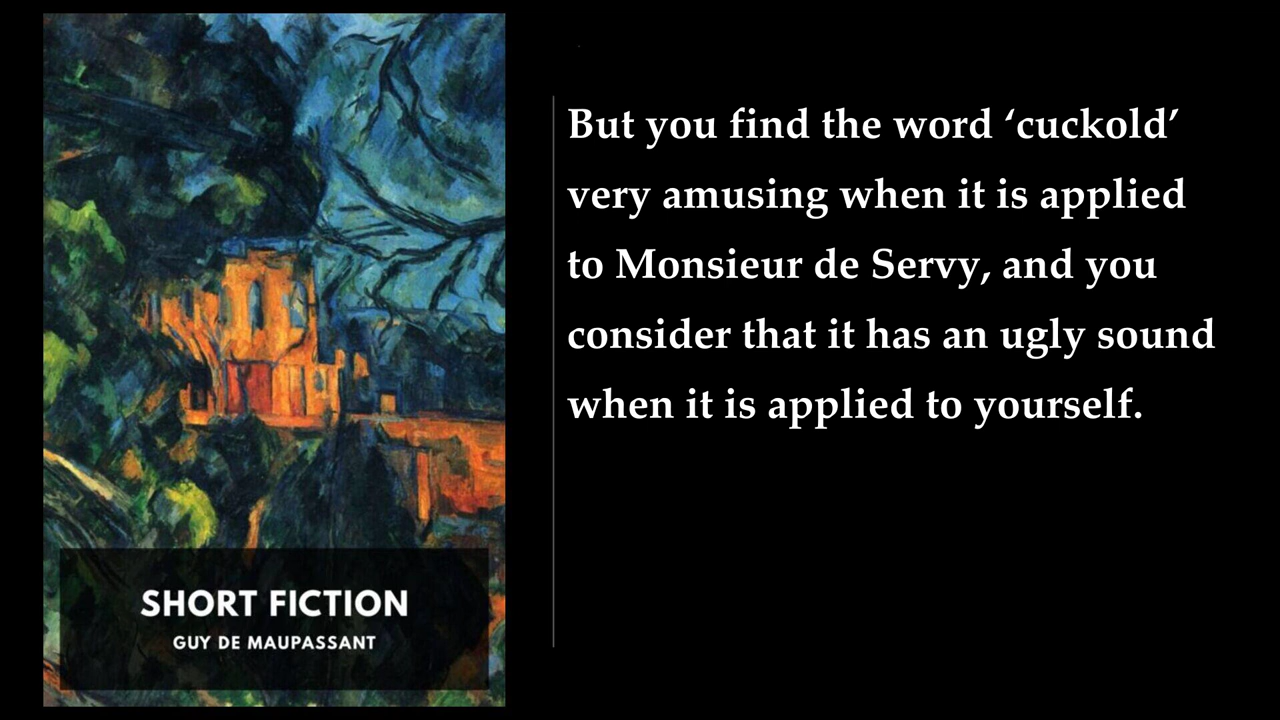 But you find the word ‘cuckold’
very amusing when it is applied
to Monsieur de Servy, and you
consider that it has an ugly sound
when it is applied to yourself.
SHORT FICTION
GUY DE MAUPASSANT